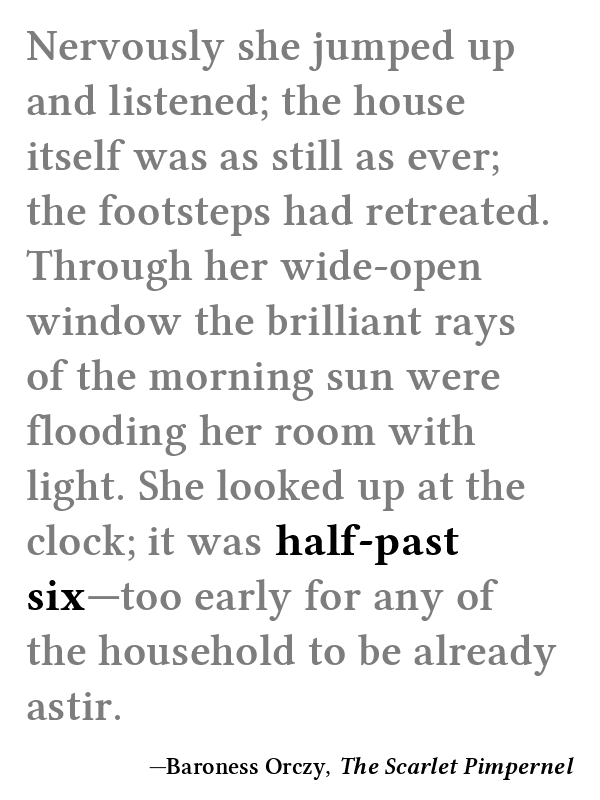 Nervously she jumped up
and listened; the house
itself was as still as ever;
the footsteps had retreated.
Through her wide-open
window the brilliant rays
of the morning sun were
flooding her room with
light. She looked up at the
clock; it was half-past
six—too early for any of
the household to be already
astir.
—Baroness Orczy, The Scarlet Pimpernel